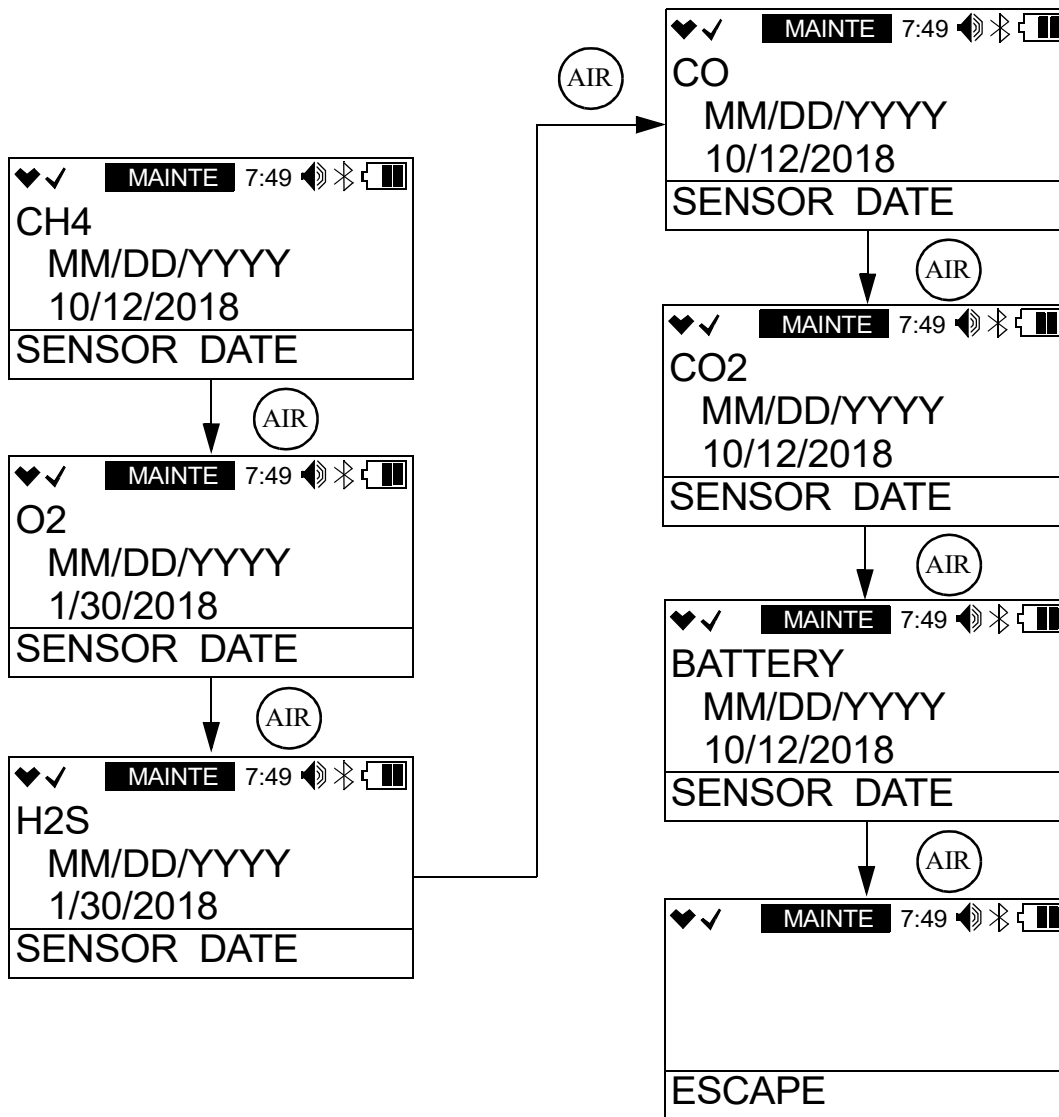 MAINTE 7:49
CH4
MM/DD/YYYY
10/12/2018
SENSOR DATE
AIR
MAINTE 7:49
O2
MM/DD/YYYY
1/30/2018
SENSOR DATE
AIR
MAINTE 7:49
H2S
MM/DD/YYYY
1/30/2018
SENSOR DATE
AIR
MAINTE 7:49
CO
MM/DD/YYYY
10/12/2018
SENSOR DATE
AIR
MAINTE 7:49
CO2
MM/DD/YYYY
10/12/2018
SENSOR DATE
AIR
MAINTE 7:49
BATTERY
MM/DD/YYYY
10/12/2018
SENSOR DATE
AIR
MAINTE 7:49
ESCAPE